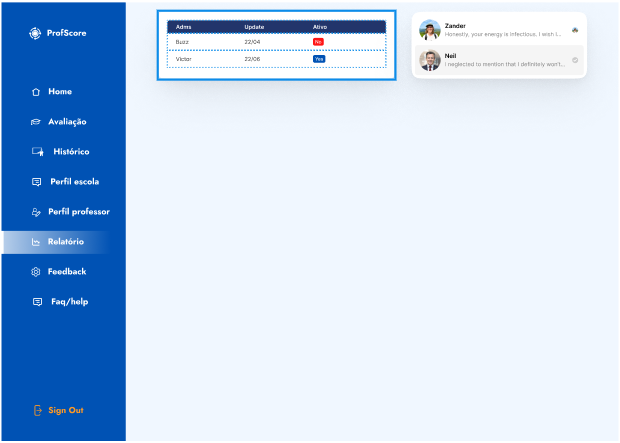 ProfScore
Home
Avaliação
Histórico
Perfil escola
Perfil professor
Relatório
Feedback
Faq/help
Sign Out
Adms Update Ativo
Buzz 22/04 No
Victor 22/06 Yes
Zander
Honestly, your energy is infectious. I wish I...
Neil
I neglected to mention that I definitely won't...